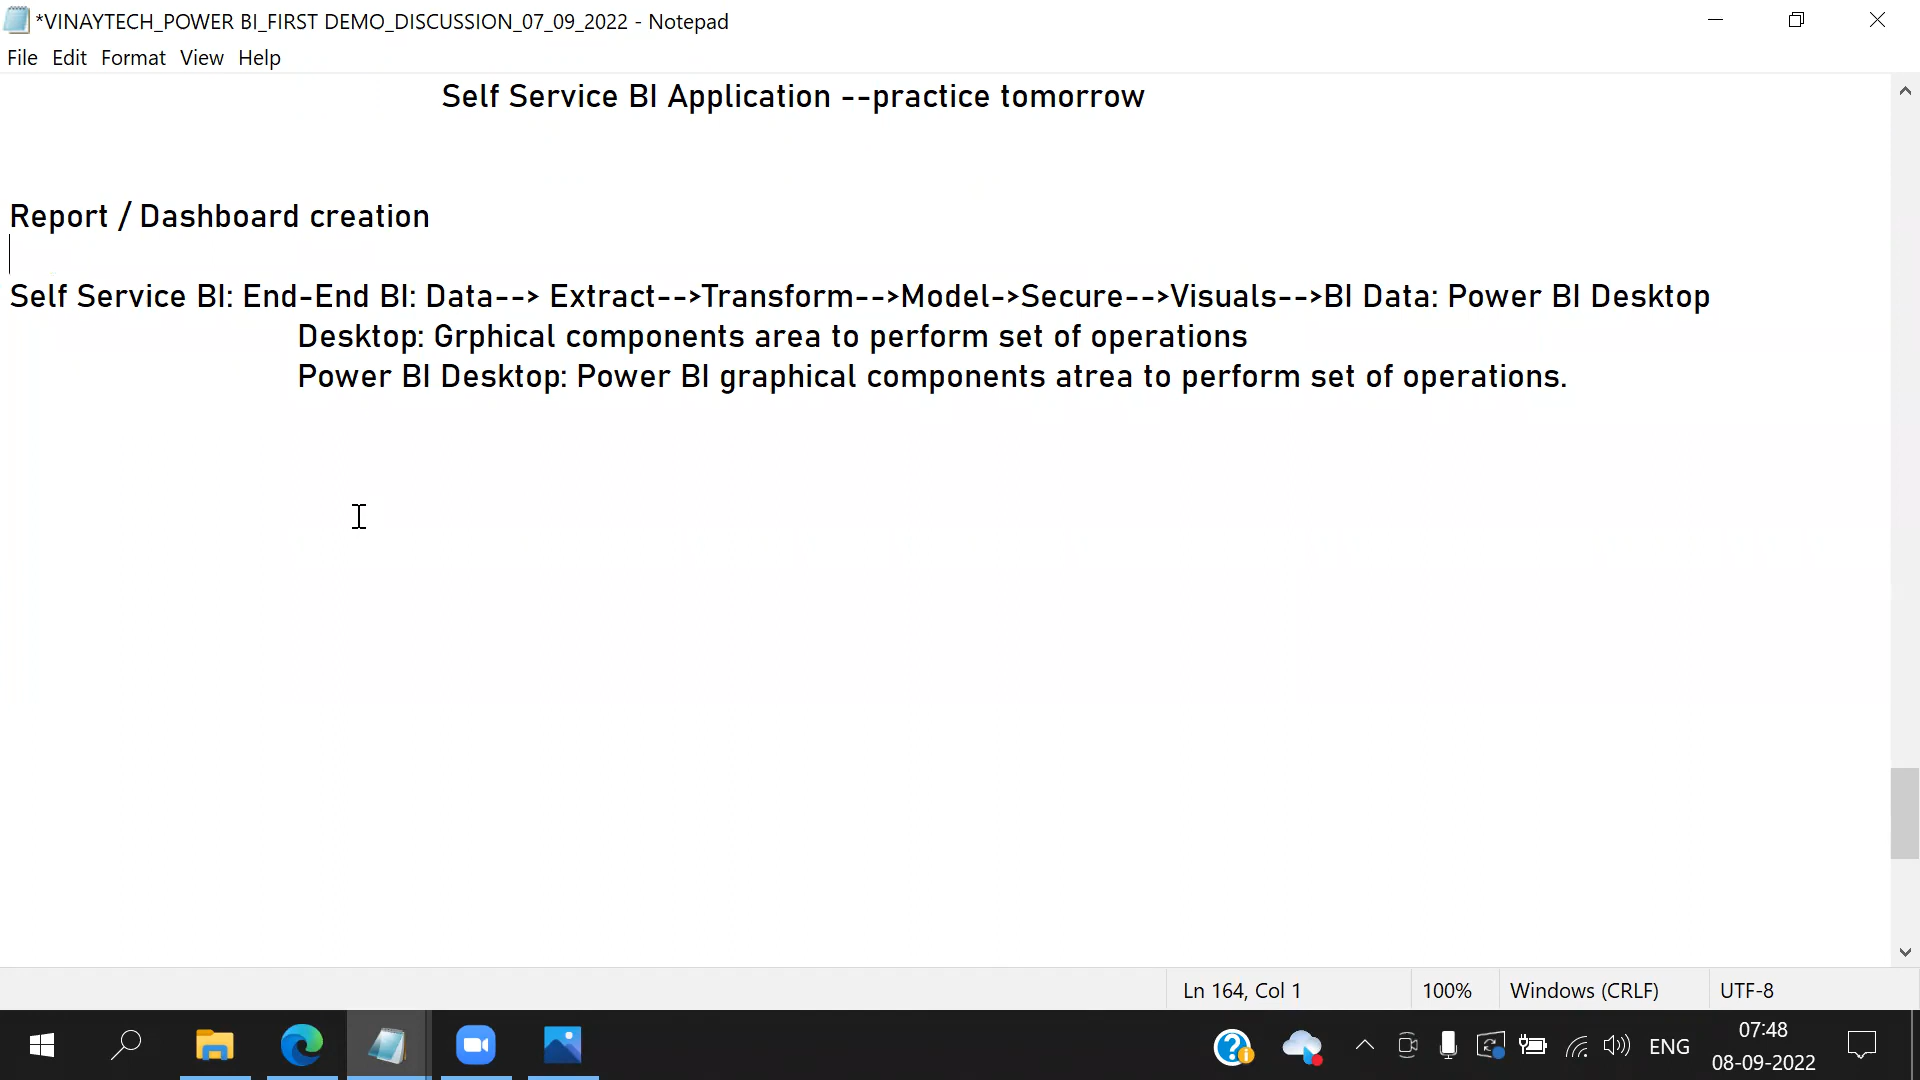 *VINAYTECH_POWER BI_FIRST DEMO_DISCUSSION_07_09_2022 - Notepad
File Edit Format View Help
Self Service BI Application --practice tomorrow
Report / Dashboard creation
Self Service BI: End-End BI: Data--> Extract-->Transform-->Model->Secure-->Visuals-->BI Data: Power BI Desktop
Desktop: Grphical components area to perform set of operations
Power BI Desktop: Power BI graphical components atrea to perform set of operations.
Ln 164, Col 1 100% Windows (CRLF) UTF-8
ENG
07:48
08-09-2022